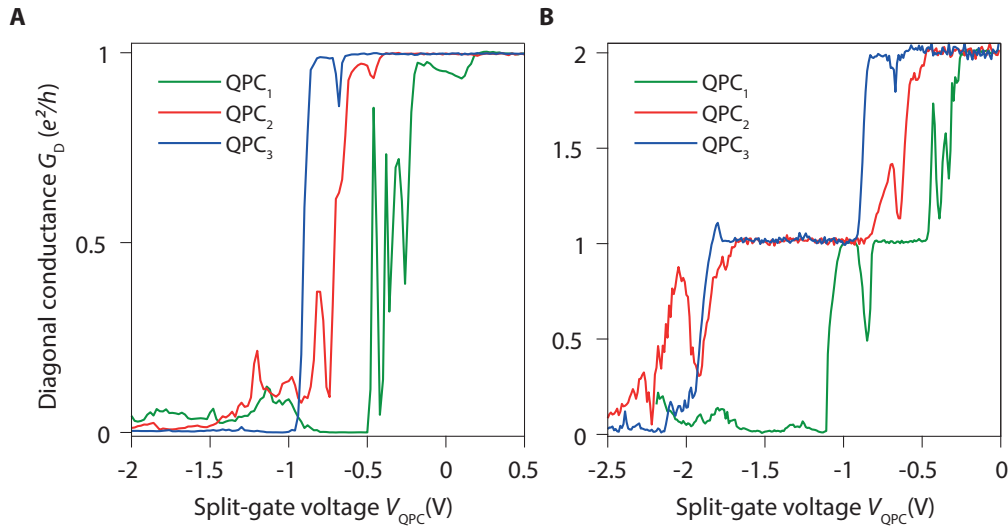 A
B
Diagonal conductance G_D (e²/h)
1
0.5
0
QPC₁
QPC₂
QPC₃
-2
-1.5
-1
-0.5
0
0.5
Split-gate voltage V_QPC(V)
2
1.5
1
0.5
0
QPC₁
QPC₂
QPC₃
-2.5
-2
-1.5
-1
-0.5
0
Split-gate voltage V_QPC(V)